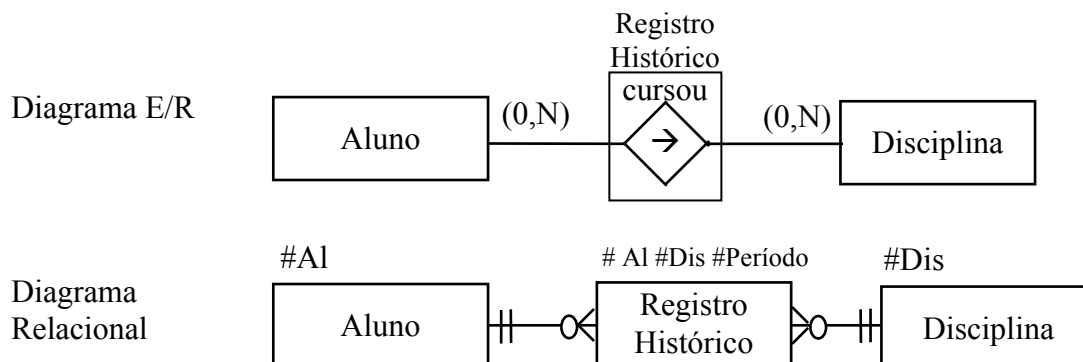 Registro
Histórico
cursou
Diagrama E/R
Aluno
(0,N)
→
(0,N)
Disciplina
#Al
# Al #Dis #Período
#Dis
Diagrama
Relacional
Aluno
Registro
Histórico
Disciplina